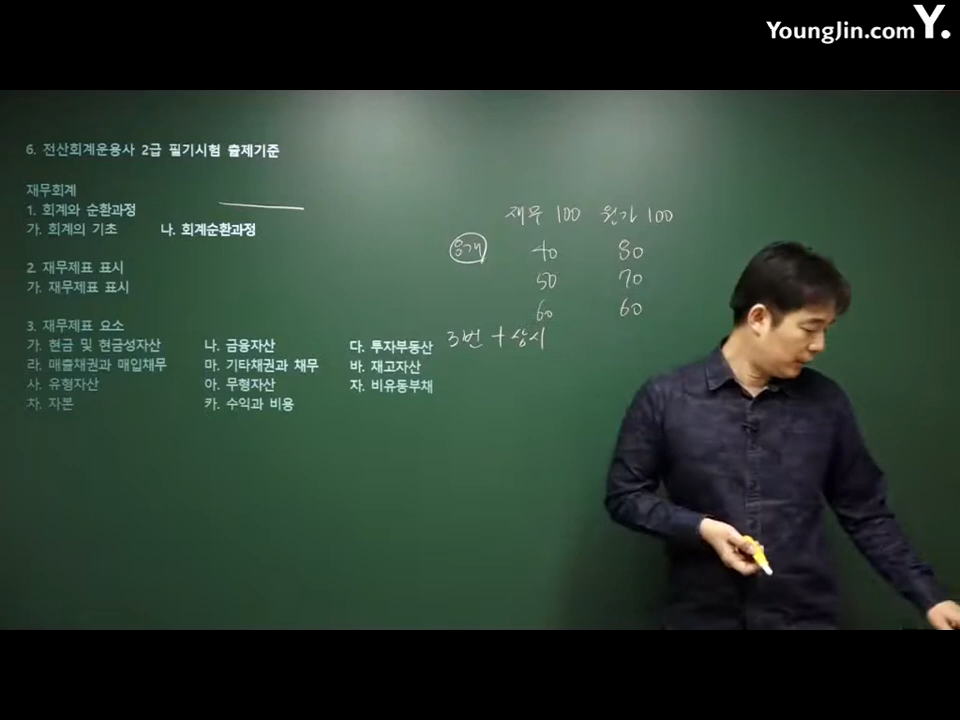 YoungJin.com Y.
6. 전산회계운용사 2급 필기시험 출제기준
재무회계
1. 회계와 순환과정
가. 회계의 기초 나. 회계순환과정
2. 재무제표 표시
가. 재무제표 표시
3. 재무제표 요소
가. 현금 및 현금성자산 나. 금융자산 다. 투자부동산
라. 매출채권과 매입채무 마. 기타채권과 채무 바. 재고자산
사. 유형자산 아. 무형자산 자. 비유동부채
차. 자본 카. 수익과 비용
재무 100 원가 100
40 80
50 70
60 60
3번 + 상시